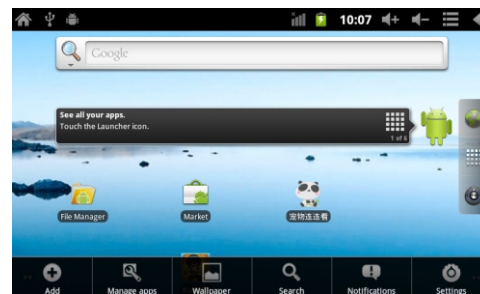 10:07
Google
See all your apps.
Touch the Launcher icon.
1 of 6
File Manager
Market
宠物连连看
Add
Manage apps
Wallpaper
Search
Notifications
Settings